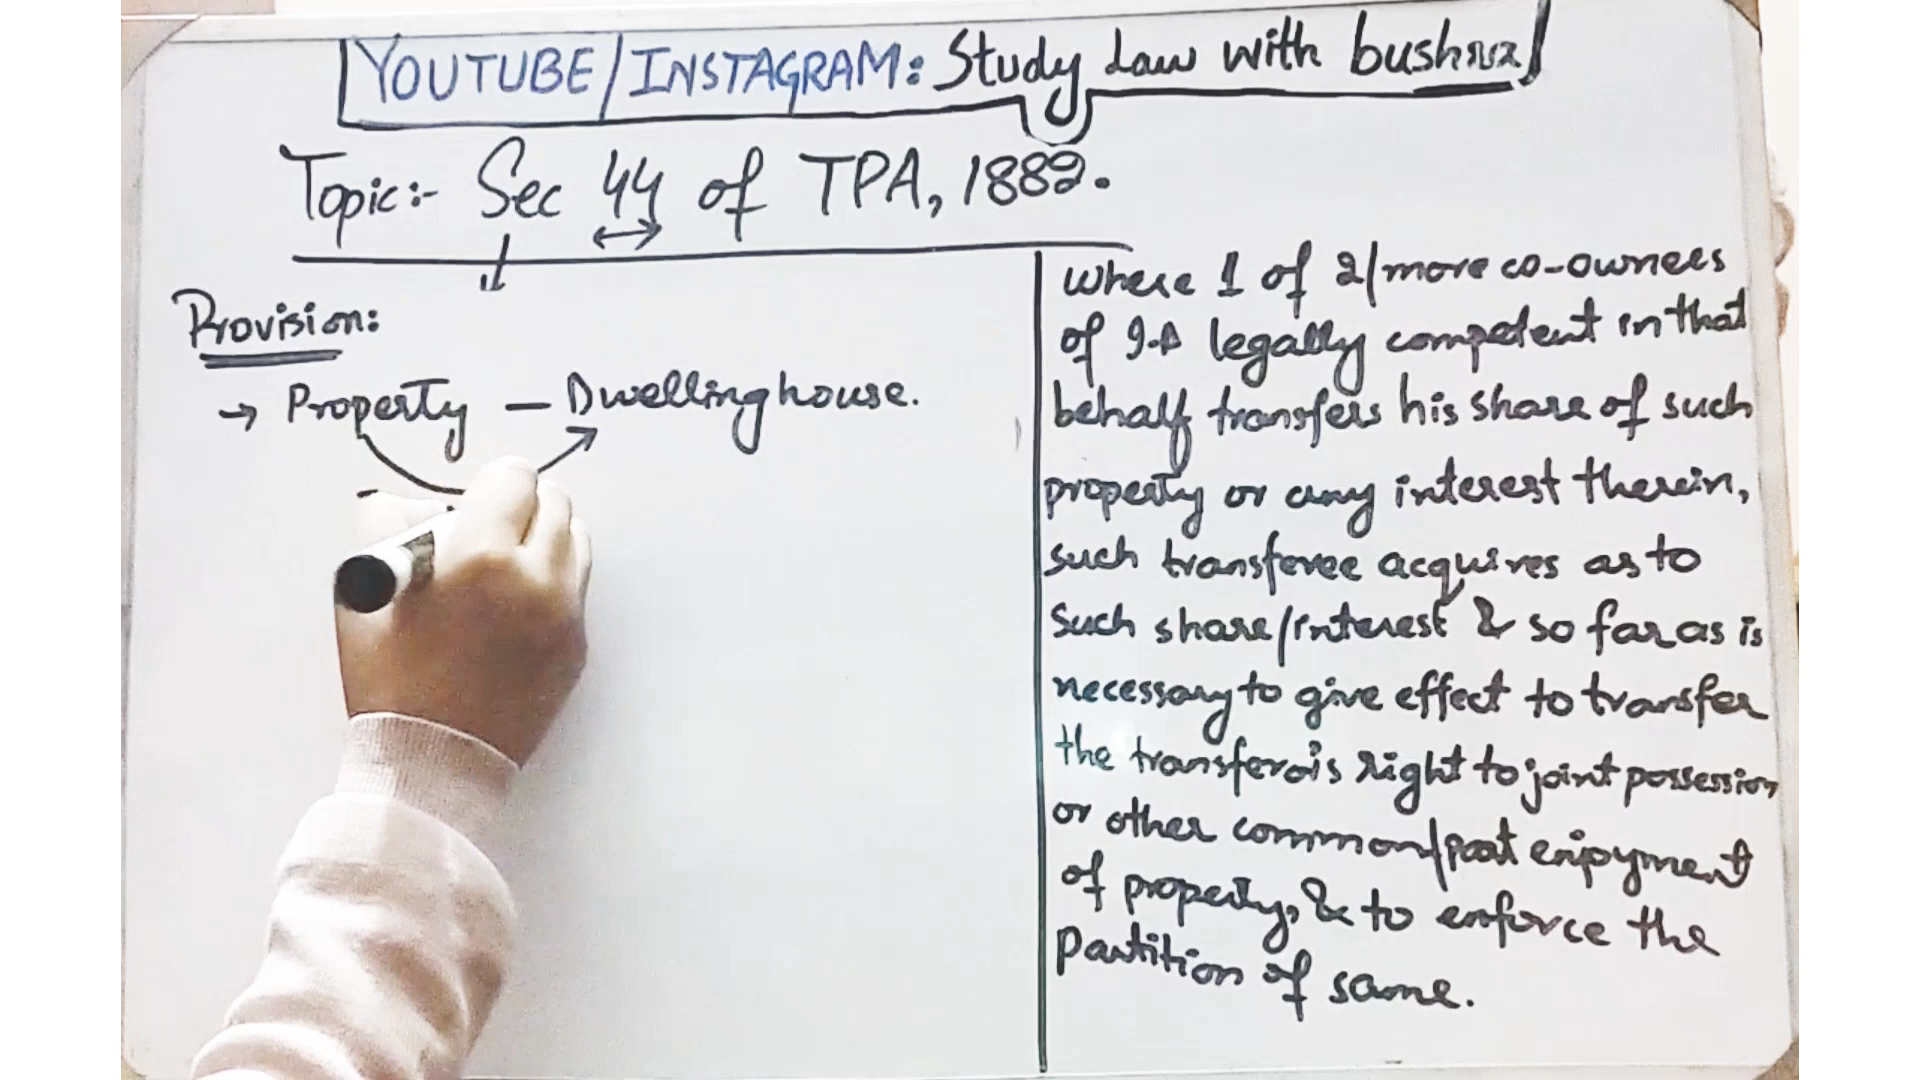 YOUTUBE/INSTAGRAM: Study Law with bushra
Topic:- Sec 44 of TPA, 1882.
Provision:
→ Property — Dwelling house.
where 1 of 2/more co-owners
of I.P legally competent in that
behalf transfers his share of such
property or any interest therein,
such transferee acquires as to
such share/interest & so far as is
necessary to give effect to transfer
the transferor's right to joint possession
or other common/part enjoyment
of property, & to enforce the
partition of same.